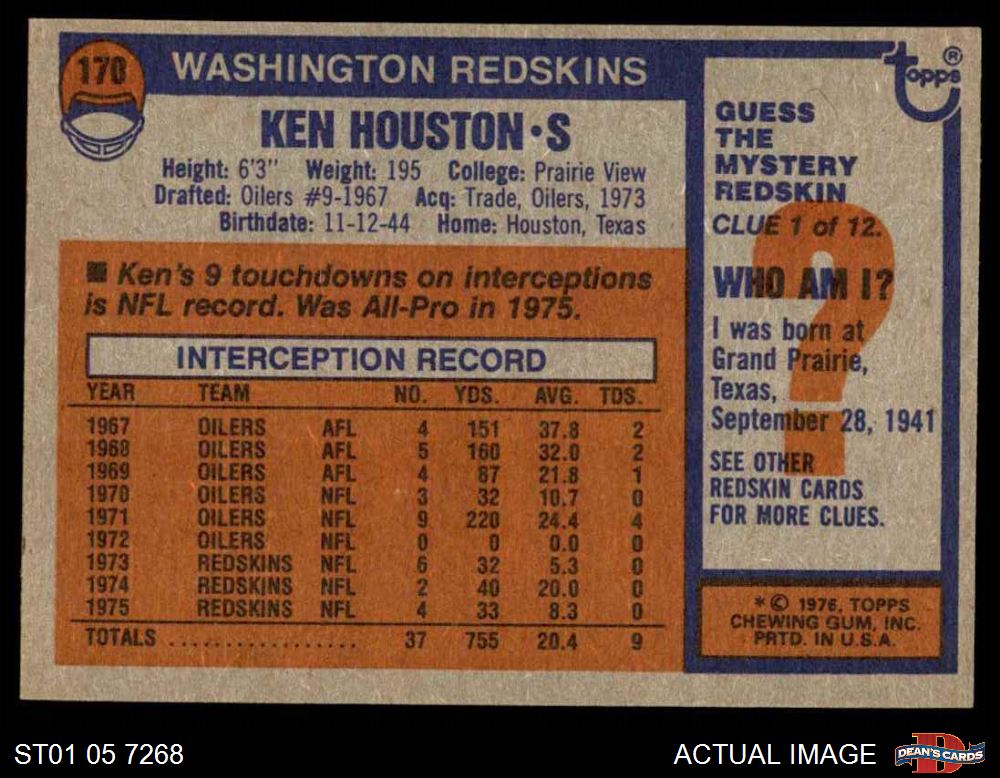 170
WASHINGTON REDSKINS
KEN HOUSTON • S
Height: 6'3" Weight: 195 College: Prairie View
Drafted: Oilers #9-1967 Acq: Trade, Oilers, 1973
Birthdate: 11-12-44 Home: Houston, Texas
■ Ken's 9 touchdowns on interceptions
is NFL record. Was All-Pro in 1975.
INTERCEPTION RECORD
YEAR TEAM NO. YDS. AVG. TDS.
1967 OILERS AFL 4 151 37.8 2
1968 OILERS AFL 5 160 32.0 2
1969 OILERS AFL 4 87 21.8 1
1970 OILERS NFL 3 32 10.7 0
1971 OILERS NFL 9 220 24.4 4
1972 OILERS NFL 0 0 0.0 0
1973 REDSKINS NFL 6 32 5.3 0
1974 REDSKINS NFL 2 40 20.0 0
1975 REDSKINS NFL 4 33 8.3 0
TOTALS .................. 37 755 20.4 9
topps®
GUESS
THE
MYSTERY
REDSKIN
CLUE 1 of 12.
?
WHO AM I?
I was born at
Grand Prairie,
Texas,
September 28, 1941
SEE OTHER
REDSKIN CARDS
FOR MORE CLUES.
*© 1976, TOPPS
CHEWING GUM, INC.
PRTD. IN U.S.A.
ST01 05 7268
ACTUAL IMAGE
D
DEAN'S CARDS